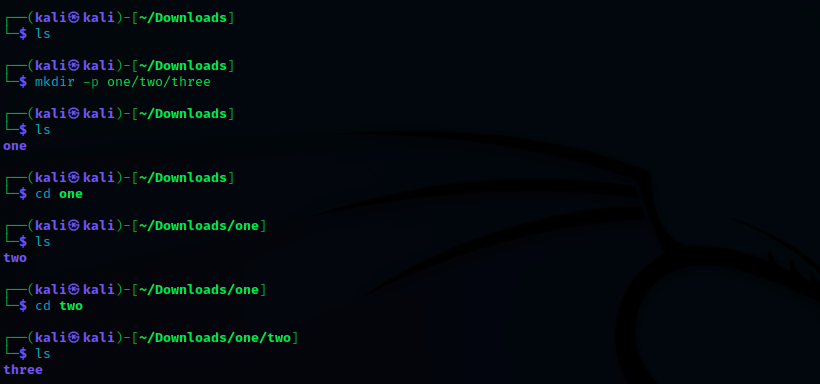 ┌──(kali㉿kali)-[~/Downloads]
└─$ ls
┌──(kali㉿kali)-[~/Downloads]
└─$ mkdir -p one/two/three
┌──(kali㉿kali)-[~/Downloads]
└─$ ls
one
┌──(kali㉿kali)-[~/Downloads]
└─$ cd one
┌──(kali㉿kali)-[~/Downloads/one]
└─$ ls
two
┌──(kali㉿kali)-[~/Downloads/one]
└─$ cd two
┌──(kali㉿kali)-[~/Downloads/one/two]
└─$ ls
three